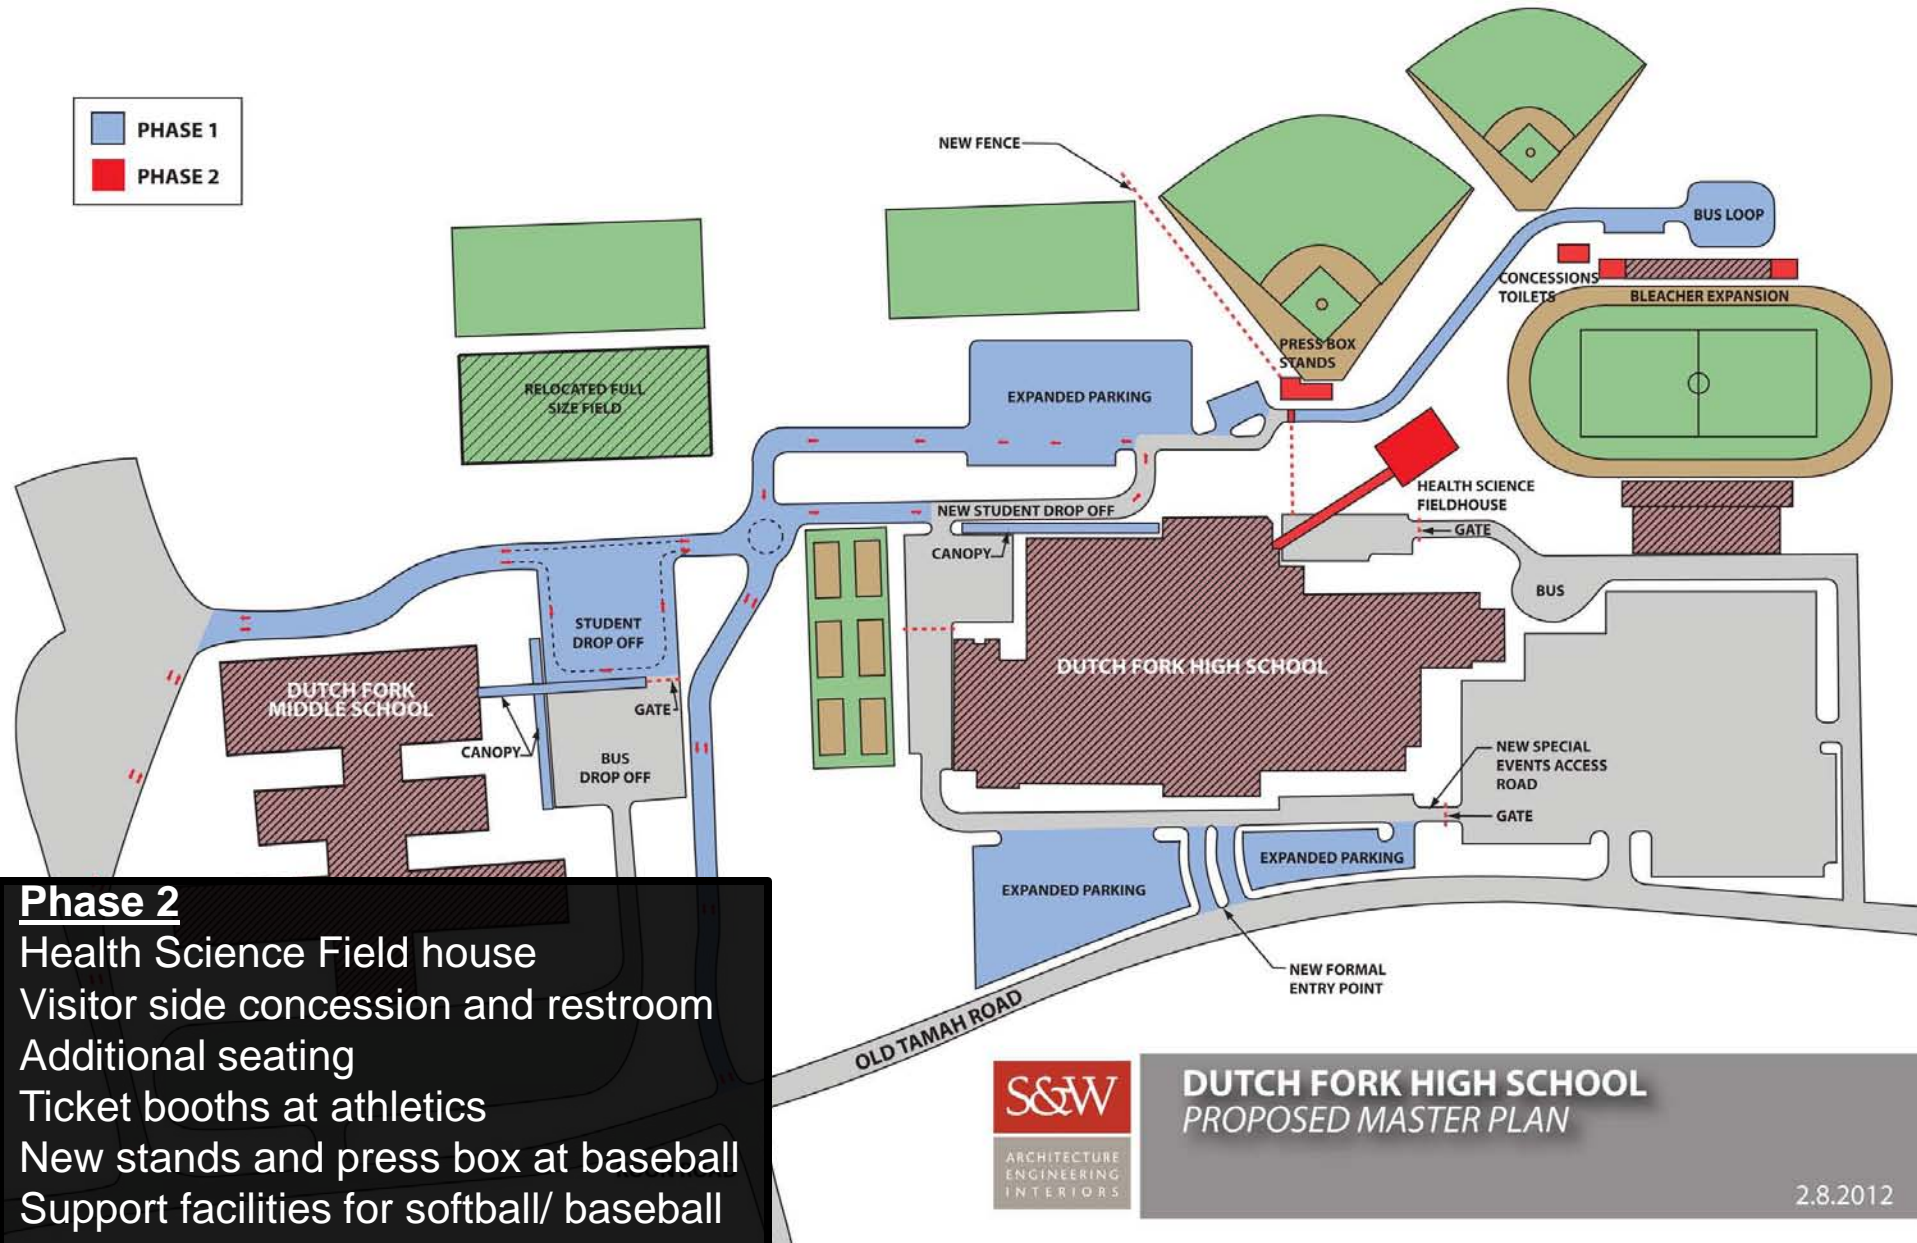 PHASE 1
PHASE 2
NEW FENCE
BUS LOOP
CONCESSIONS
TOILETS
BLEACHER EXPANSION
PRESS BOX
STANDS
RELOCATED FULL
SIZE FIELD
EXPANDED PARKING
HEALTH SCIENCE
FIELDHOUSE
GATE
NEW STUDENT DROP OFF
CANOPY
BUS
STUDENT
DROP OFF
DUTCH FORK HIGH SCHOOL
DUTCH FORK
MIDDLE SCHOOL
GATE
CANOPY
BUS
DROP OFF
NEW SPECIAL
EVENTS ACCESS
ROAD
GATE
EXPANDED PARKING
EXPANDED PARKING
NEW FORMAL
ENTRY POINT
OLD TAMAH ROAD
Phase 2
Health Science Field house
Visitor side concession and restroom
Additional seating
Ticket booths at athletics
New stands and press box at baseball
Support facilities for softball/ baseball
S&W
ARCHITECTURE
ENGINEERING
INTERIORS
DUTCH FORK HIGH SCHOOL
PROPOSED MASTER PLAN
2.8.2012